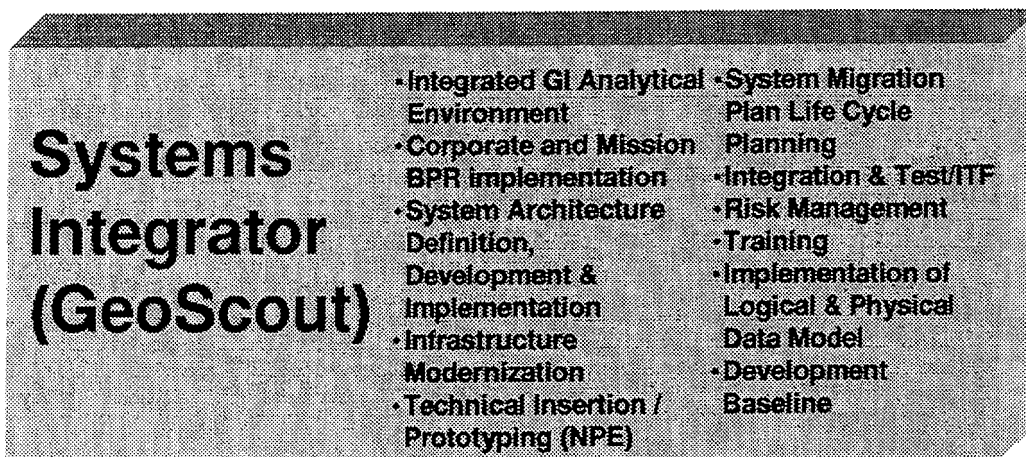 Systems
Integrator
(GeoScout)
·Integrated GI Analytical
Environment
·Corporate and Mission
BPR implementation
·System Architecture
Definition,
Development &
Implementation
·Infrastructure
Modernization
·Technical Insertion /
Prototyping (NPE)
·System Migration
Plan Life Cycle
Planning
·Integration & Test/ITF
·Risk Management
·Training
·Implementation of
Logical & Physical
Data Model
·Development
Baseline